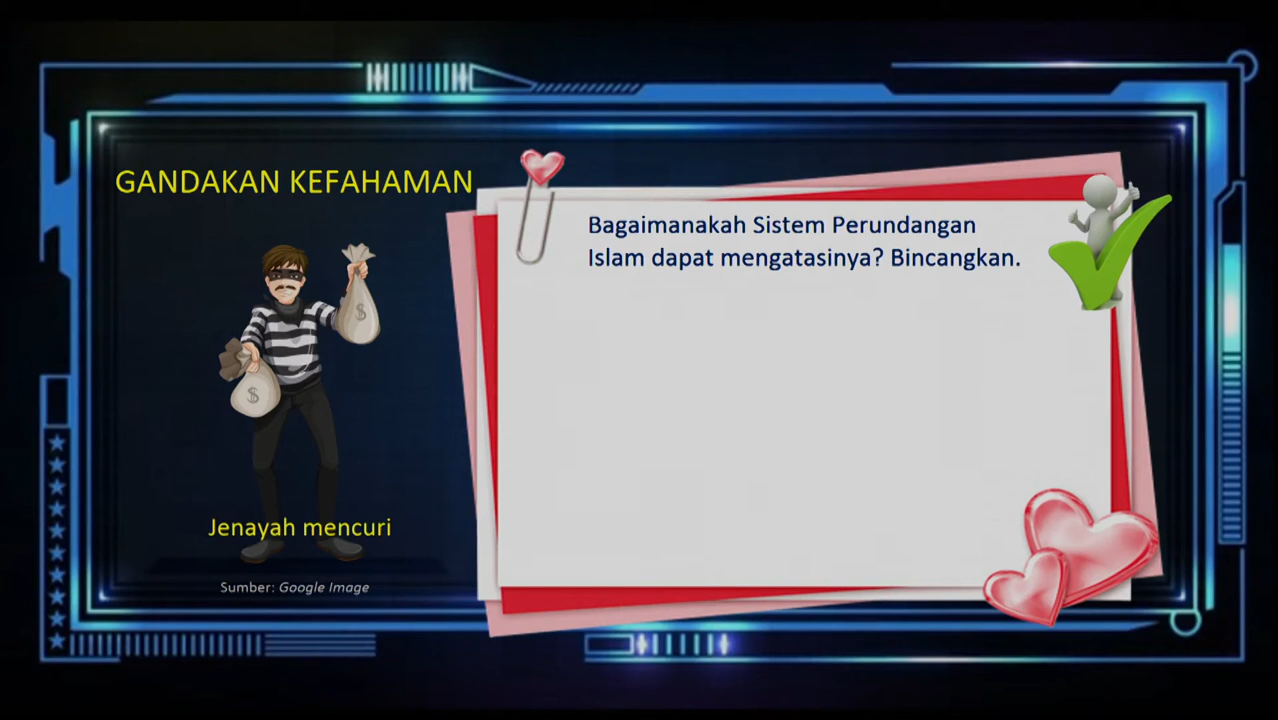 GANDAKAN KEFAHAMAN
Bagaimanakah Sistem Perundangan
Islam dapat mengatasinya? Bincangkan.
$
$
Jenayah mencuri
Sumber: Google Image